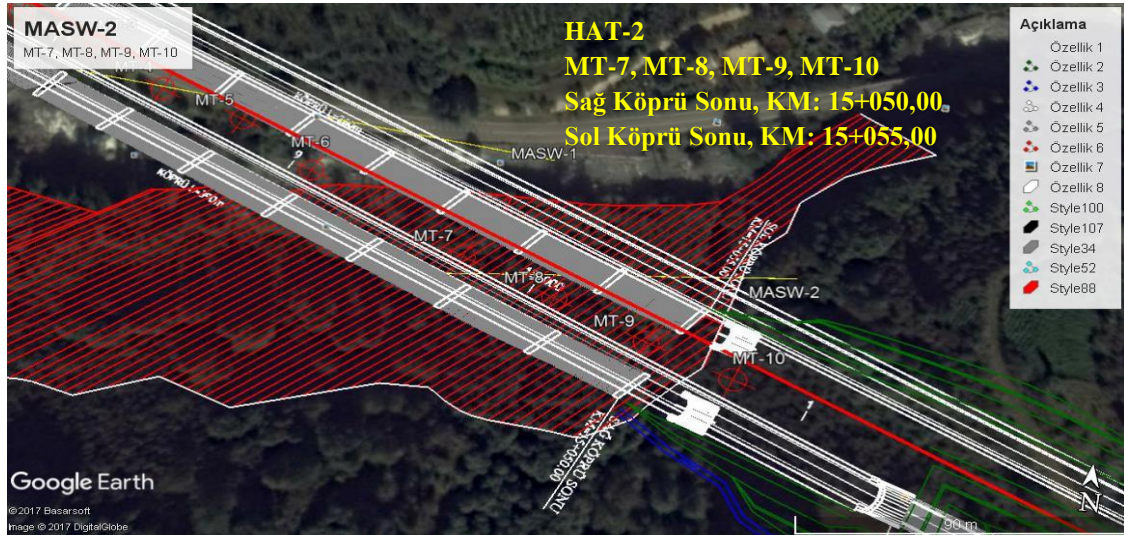 MASW-2
MT-7, MT-8, MT-9, MT-10
HAT-2
MT-7, MT-8, MT-9, MT-10
Sağ Köprü Sonu, KM: 15+050,00
Sol Köprü Sonu, KM: 15+055,00
Açıklama
Özellik 1
Özellik 2
Özellik 3
Özellik 4
Özellik 5
Özellik 6
Özellik 7
Özellik 8
Style100
Style107
Style34
Style52
Style88
MT-4
MT-5
MT-6
MASW-1
MT-7
MT-8
MASW-2
MT-9
MT-10
SAĞ KÖPRÜ SONU
Google Earth
©2017 Basarsoft
Image © 2017 DigitalGlobe
N
90 m